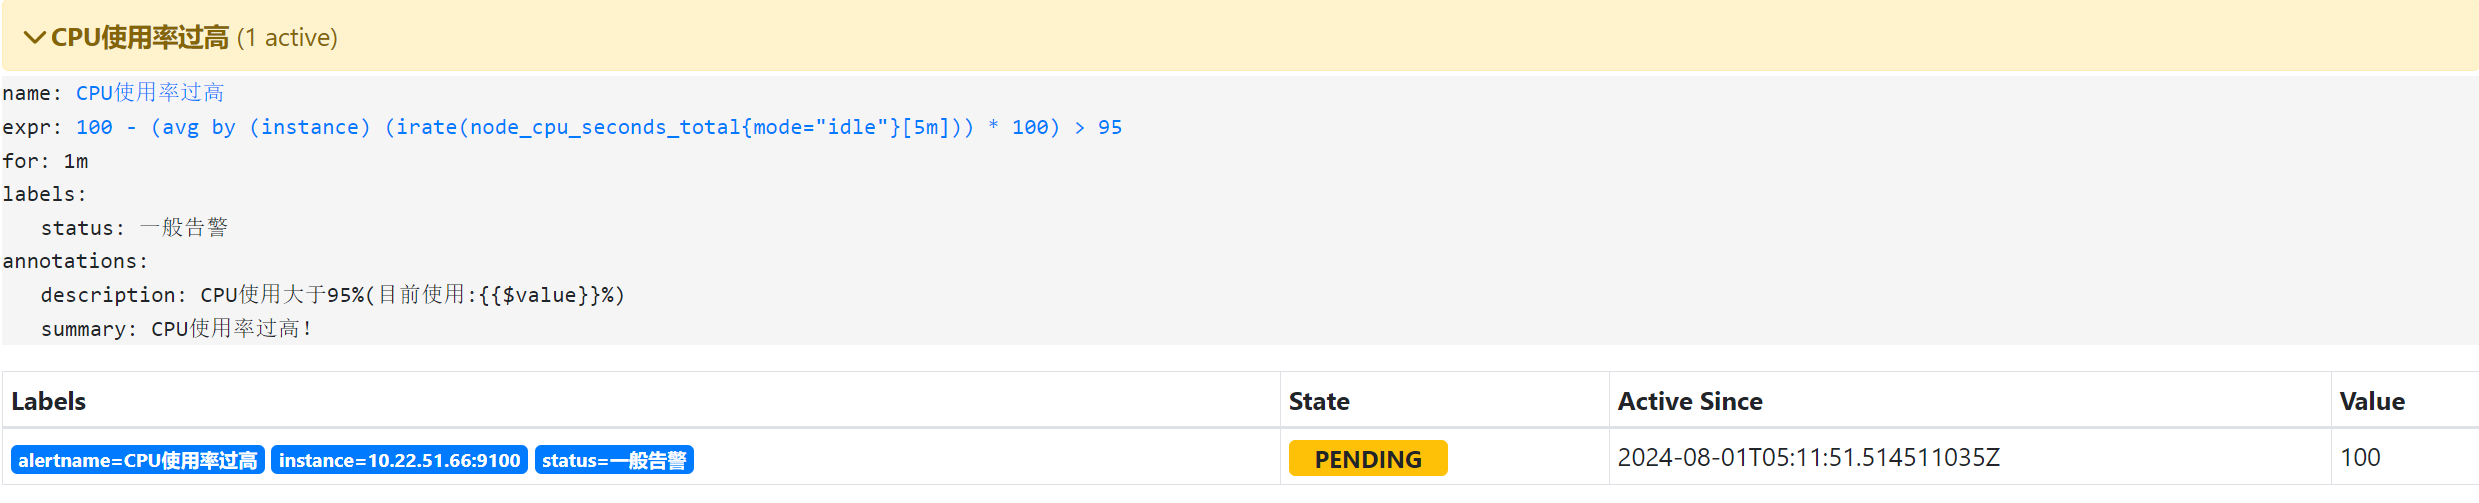 CPU使用率过高 (1 active)
name: CPU使用率过高
expr: 100 - (avg by (instance) (irate(node_cpu_seconds_total{mode="idle"}[5m])) * 100) > 95
for: 1m
labels:
status: 一般告警
annotations:
description: CPU使用大于95%(目前使用:{{$value}}%)
summary: CPU使用率过高!
Labels State Active Since Value
alertname=CPU使用率过高 instance=10.22.51.66:9100 status=一般告警 PENDING 2024-08-01T05:11:51.514511035Z 100